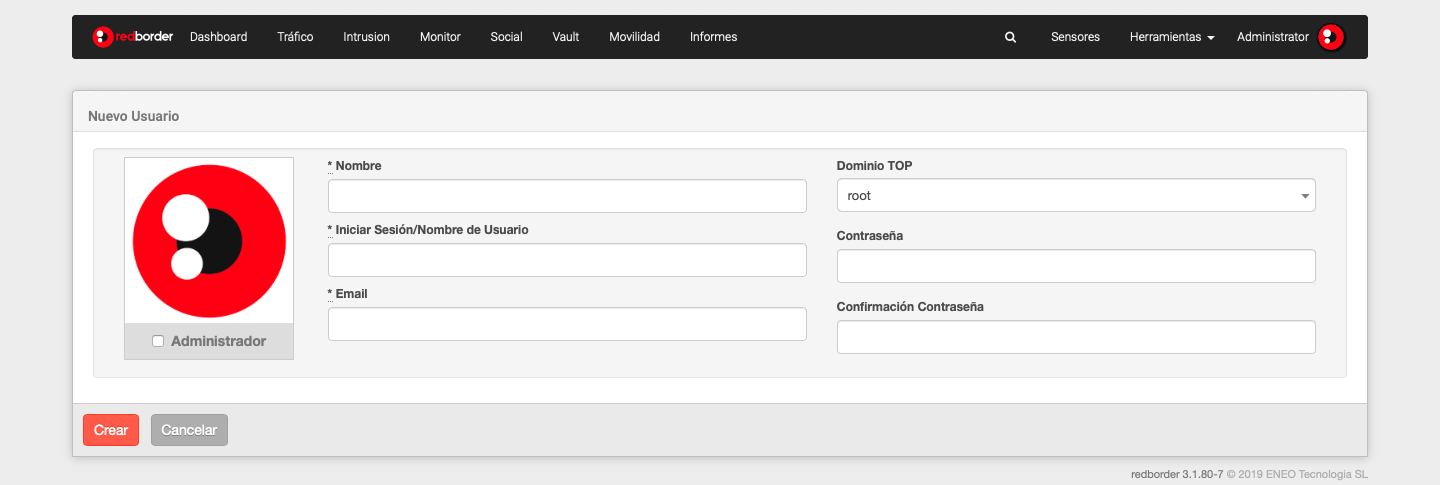 redborder Dashboard Tráfico Intrusion Monitor Social Vault Movilidad Informes Sensores Herramientas Administrator
Nuevo Usuario
* Nombre
Dominio TOP
root
* Iniciar Sesión/Nombre de Usuario
Contraseña
* Email
Confirmación Contraseña
Administrador
Crear Cancelar
redborder 3.1.80-7 © 2019 ENEO Tecnologia SL